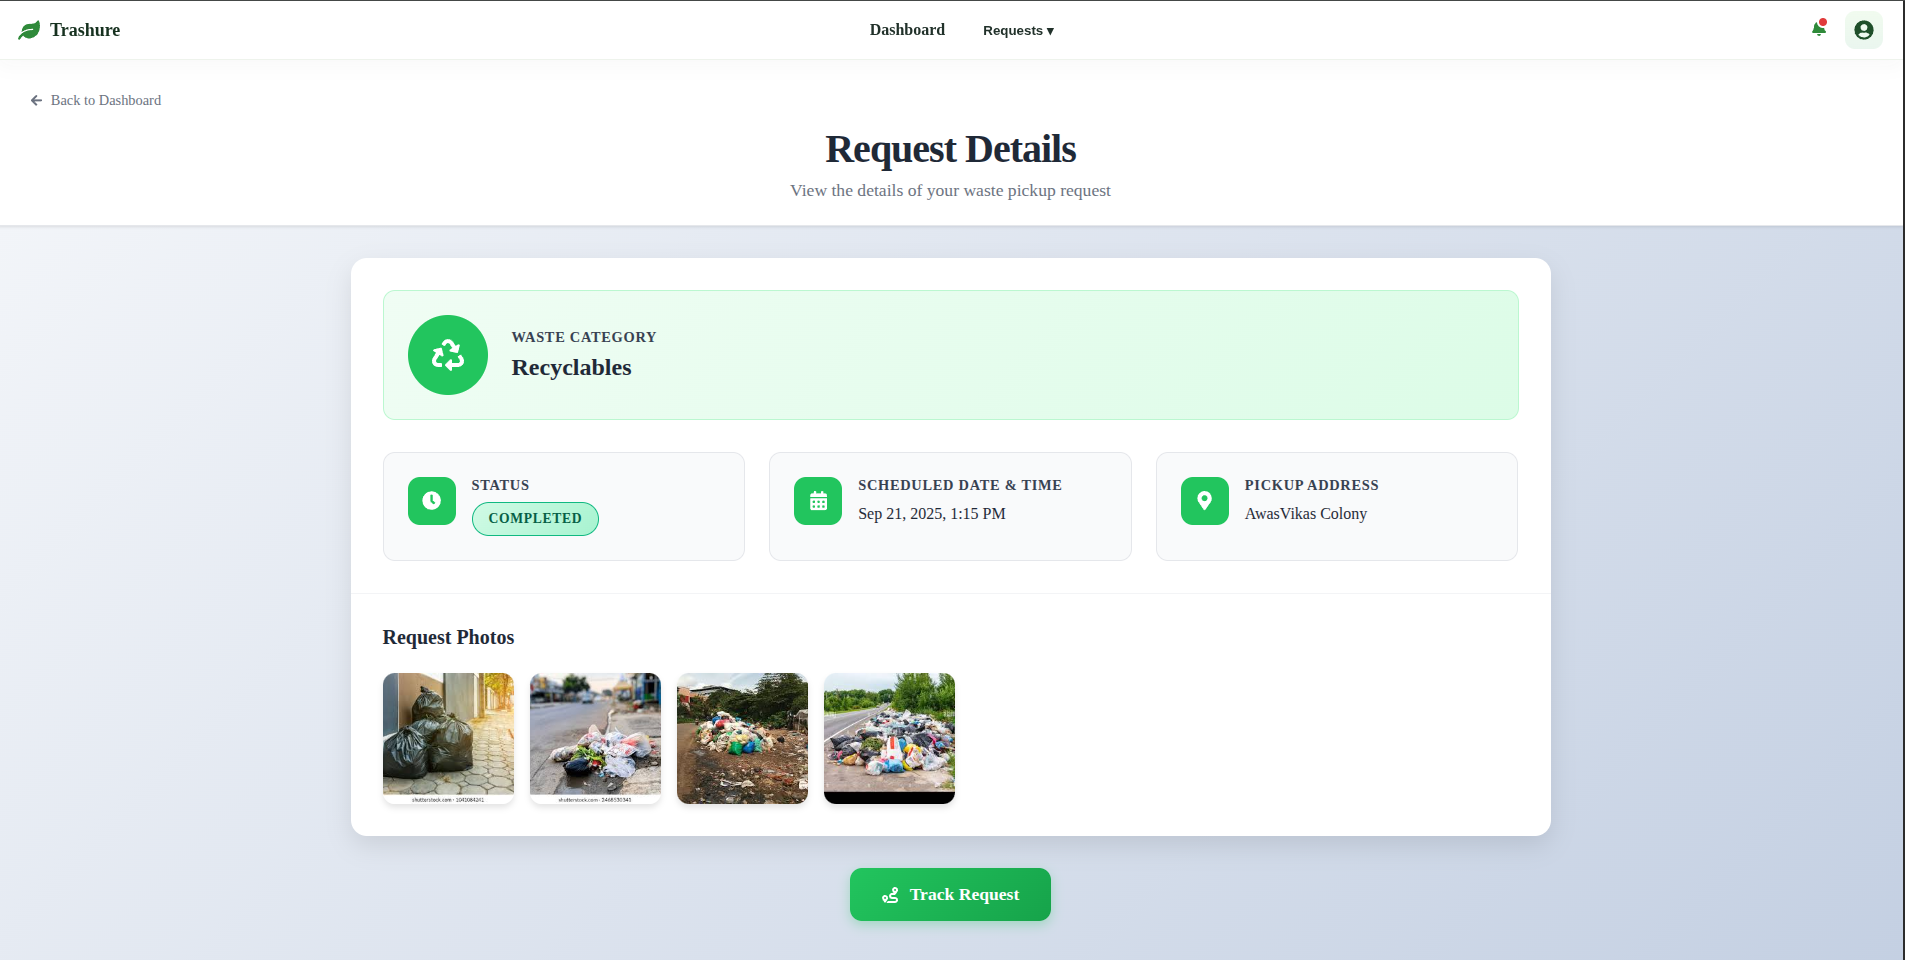 Trashure
Dashboard
Requests ▾
Back to Dashboard
Request Details
View the details of your waste pickup request
WASTE CATEGORY
Recyclables
STATUS
COMPLETED
SCHEDULED DATE & TIME
Sep 21, 2025, 1:15 PM
PICKUP ADDRESS
AwasVikas Colony
Request Photos
shutterstock.com ·
shutterstock.com ·
Track Request